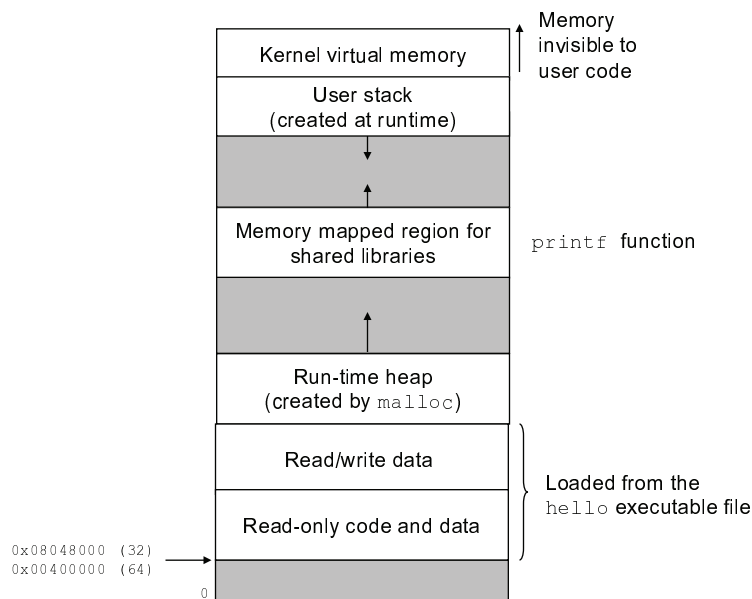 Memory
invisible to
user code
Kernel virtual memory
User stack
(created at runtime)
Memory mapped region for
shared libraries
printf function
Run-time heap
(created by malloc)
Read/write data
Loaded from the
hello executable file
Read-only code and data
0x08048000 (32)
0x00400000 (64)
0